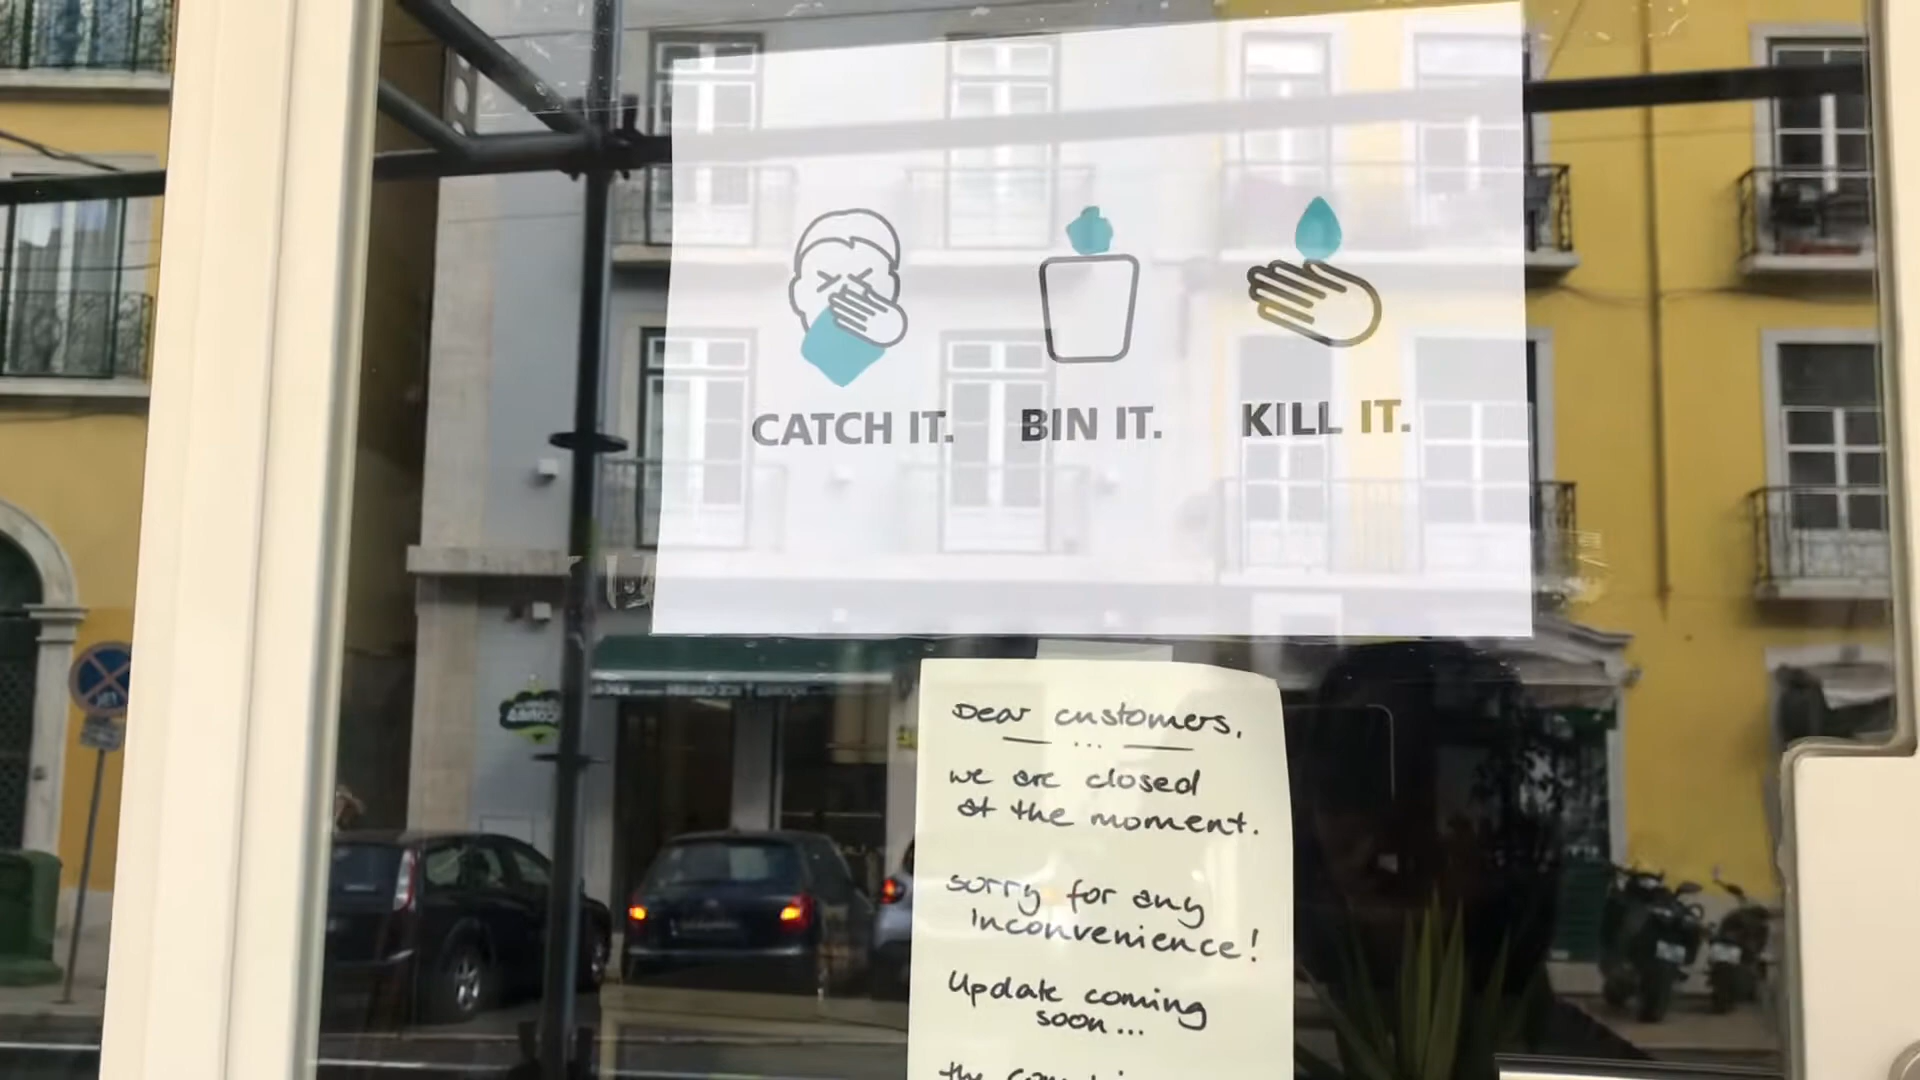 CATCH IT. BIN IT. KILL IT.
Dear customers,
we are closed
at the moment.
sorry for any
inconvenience!
Update coming
soon...
the